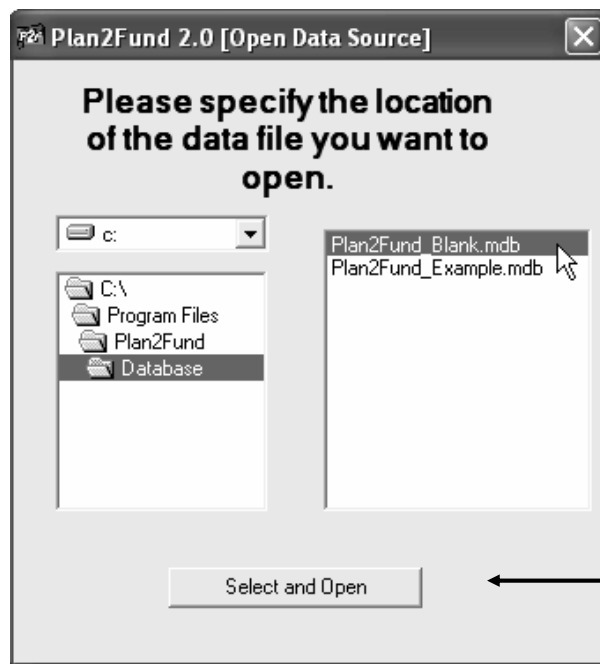 Plan2Fund 2.0 [Open Data Source]
Please specify the location
of the data file you want to
open.
c:
C:\
Program Files
Plan2Fund
Database
Plan2Fund_Blank.mdb
Plan2Fund_Example.mdb
Select and Open